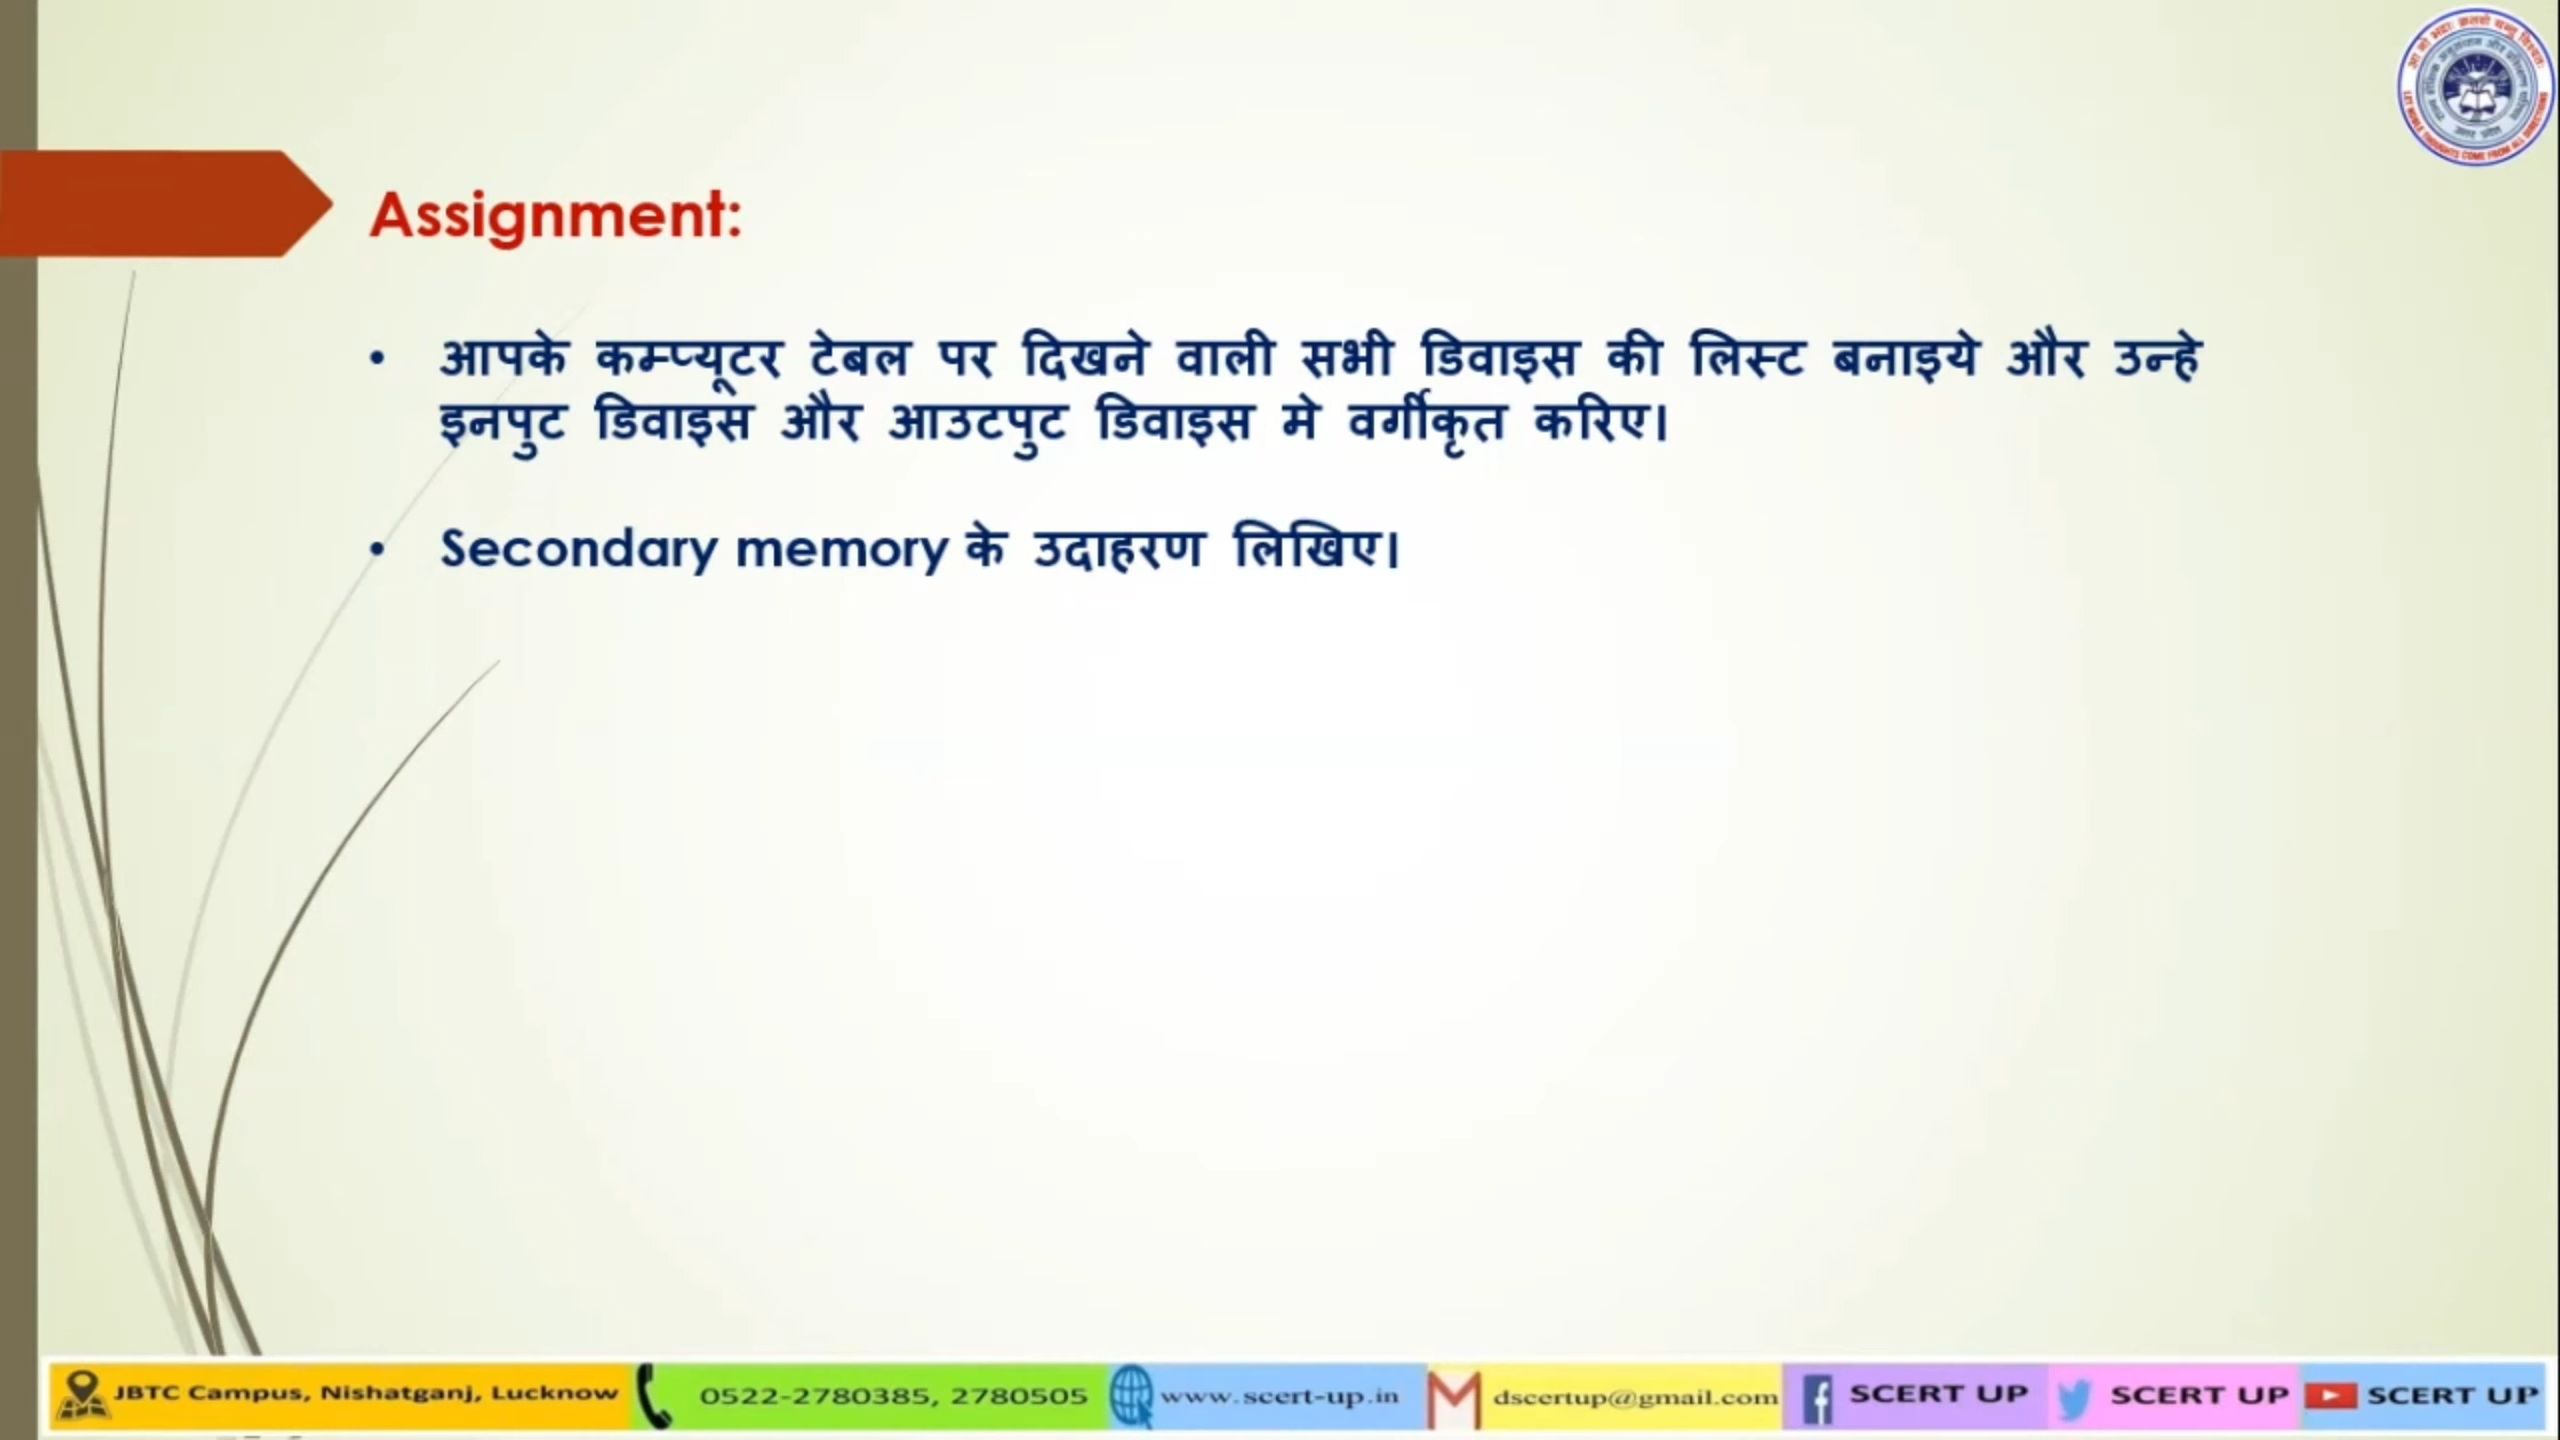 Assignment:
• आपके कम्प्यूटर टेबल पर दिखने वाली सभी डिवाइस की लिस्ट बनाइये और उन्हे
इनपुट डिवाइस और आउटपुट डिवाइस मे वर्गीकृत करिए।
• Secondary memory के उदाहरण लिखिए।
JBTC Campus, Nishatganj, Lucknow 0522-2780385, 2780505 www.scert-up.in dscertup@gmail.com SCERT UP SCERT UP SCERT UP